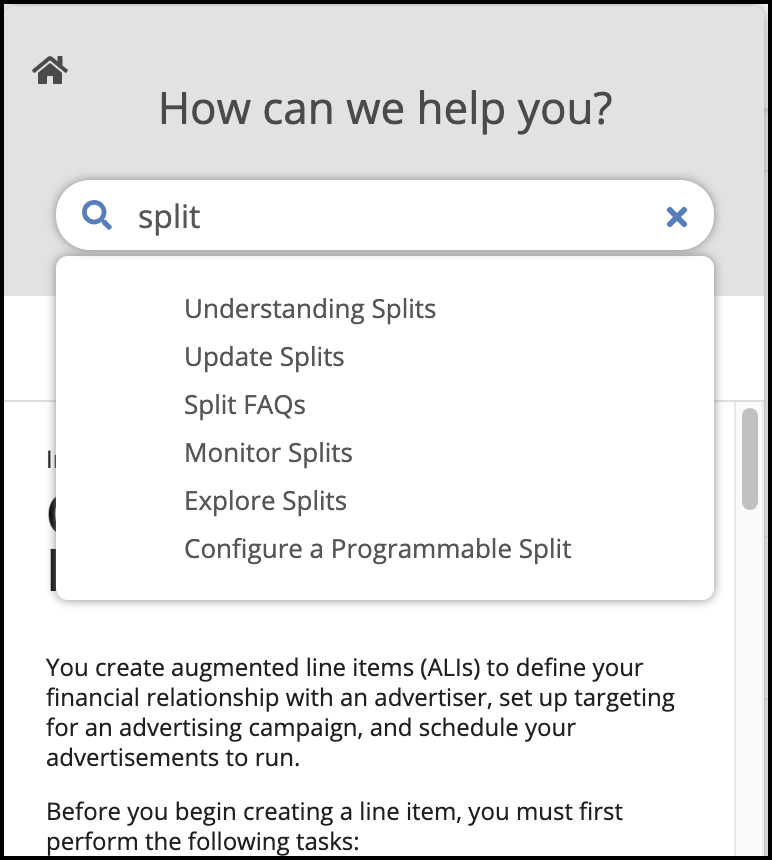 How can we help you?
split
Understanding Splits
Update Splits
Split FAQs
Monitor Splits
Explore Splits
Configure a Programmable Split
You create augmented line items (ALIs) to define your
financial relationship with an advertiser, set up targeting
for an advertising campaign, and schedule your
advertisements to run.
Before you begin creating a line item, you must first
perform the following tasks: